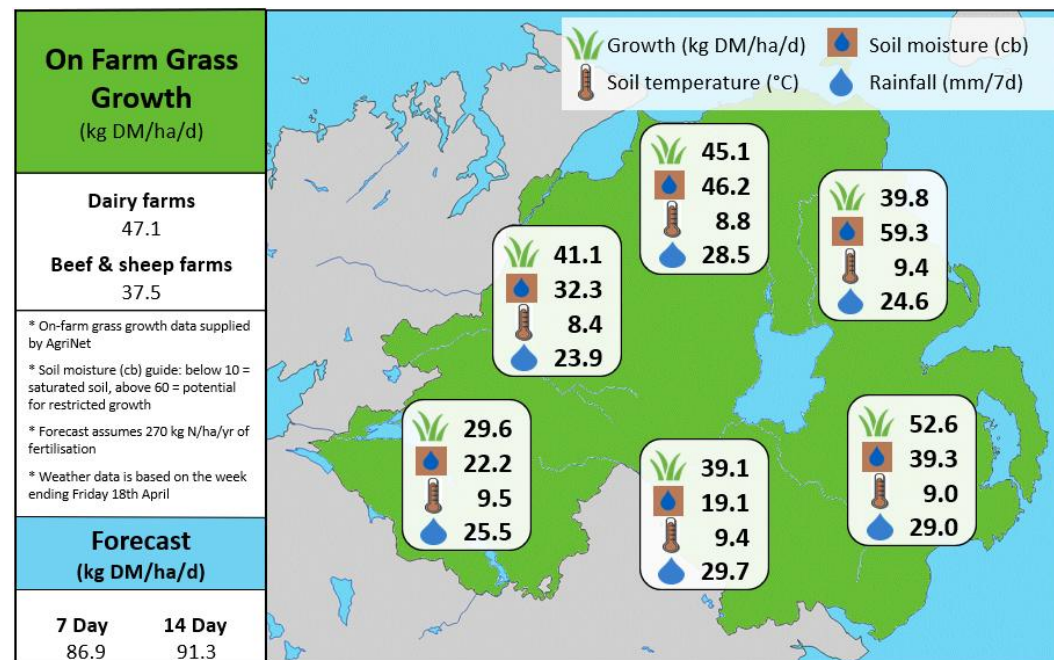 On Farm Grass
Growth
(kg DM/ha/d)
Dairy farms
47.1
Beef & sheep farms
37.5
* On-farm grass growth data supplied
by AgriNet
* Soil moisture (cb) guide: below 10 =
saturated soil, above 60 = potential
for restricted growth
* Forecast assumes 270 kg N/ha/yr of
fertilisation
* Weather data is based on the week
ending Friday 18th April
Forecast
(kg DM/ha/d)
7 Day 14 Day
86.9 91.3
Growth (kg DM/ha/d) Soil moisture (cb)
Soil temperature (°C) Rainfall (mm/7d)
45.1
46.2
8.8
28.5
39.8
59.3
9.4
24.6
41.1
32.3
8.4
23.9
29.6
22.2
9.5
25.5
39.1
19.1
9.4
29.7
52.6
39.3
9.0
29.0